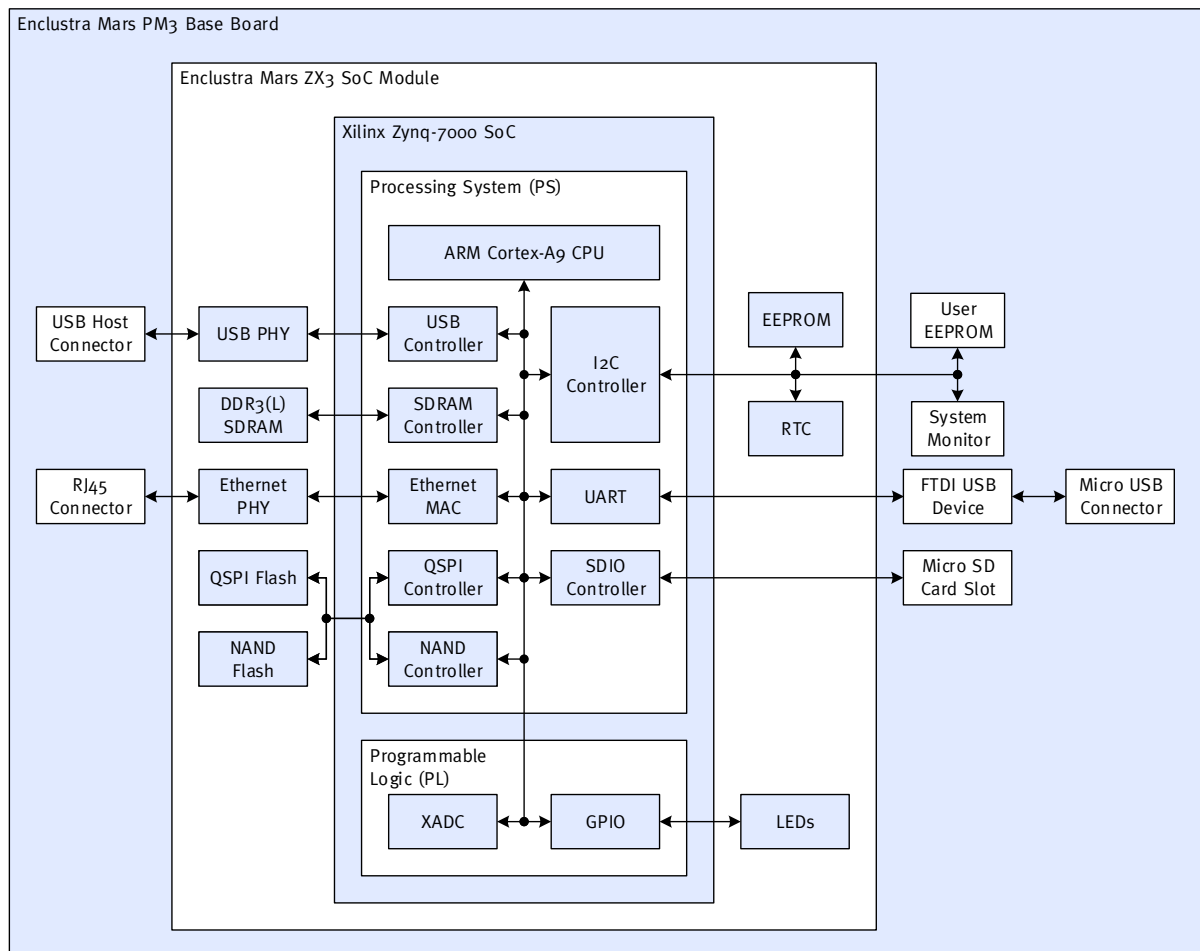 Enclustra Mars PM3 Base Board
Enclustra Mars ZX3 SoC Module
Xilinx Zynq-7000 SoC
Processing System (PS)
ARM Cortex-A9 CPU
USB Host
Connector
USB PHY
USB
Controller
I2C
Controller
EEPROM
User
EEPROM
DDR3(L)
SDRAM
SDRAM
Controller
RTC
System
Monitor
RJ45
Connector
Ethernet
PHY
Ethernet
MAC
UART
FTDI USB
Device
Micro USB
Connector
QSPI Flash
QSPI
Controller
SDIO
Controller
Micro SD
Card Slot
NAND
Flash
NAND
Controller
Programmable
Logic (PL)
XADC
GPIO
LEDs